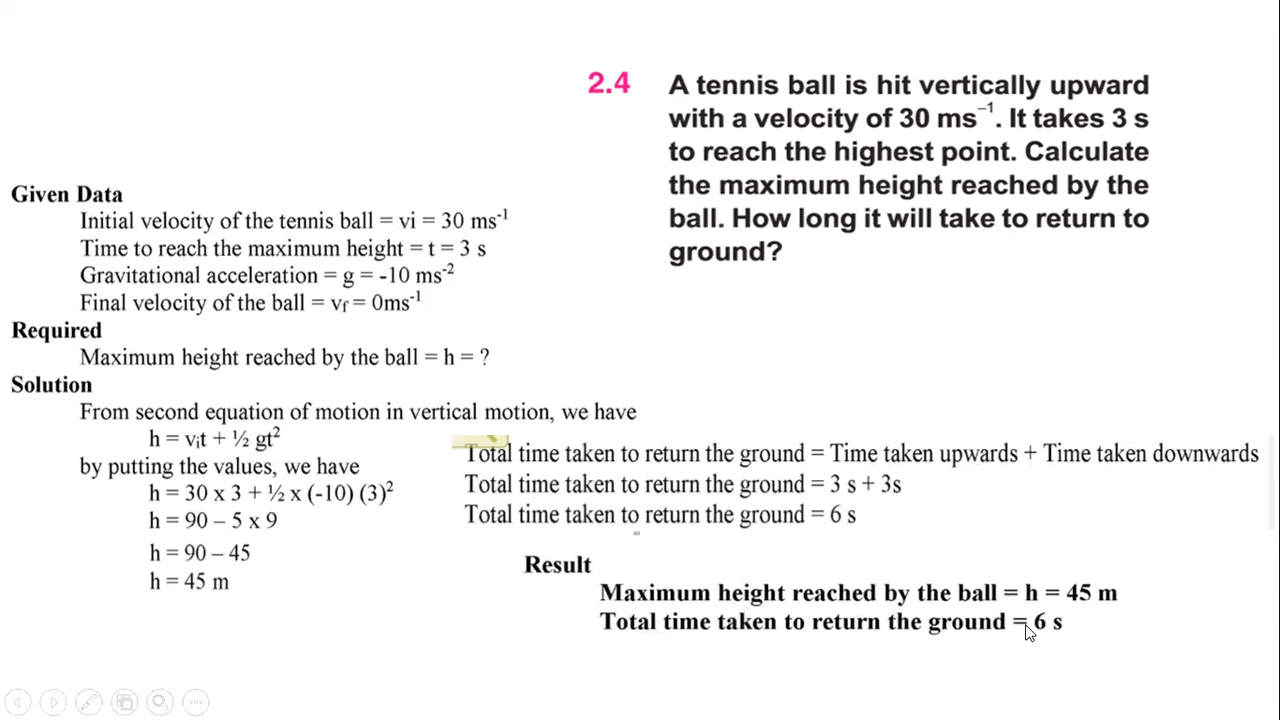 2.4 A tennis ball is hit vertically upward
with a velocity of 30 ms⁻¹. It takes 3 s
to reach the highest point. Calculate
the maximum height reached by the
ball. How long it will take to return to
ground?
Given Data
Initial velocity of the tennis ball = vi = 30 ms⁻¹
Time to reach the maximum height = t = 3 s
Gravitational acceleration = g = -10 ms⁻²
Final velocity of the ball = v_f = 0ms⁻¹
Required
Maximum height reached by the ball = h = ?
Solution
From second equation of motion in vertical motion, we have
h = vᵢt + ½ gt²
by putting the values, we have
h = 30 x 3 + ½ x (-10) (3)²
h = 90 – 5 x 9
h = 90 – 45
h = 45 m
Total time taken to return the ground = Time taken upwards + Time taken downwards
Total time taken to return the ground = 3 s + 3s
Total time taken to return the ground = 6 s
Result
Maximum height reached by the ball = h = 45 m
Total time taken to return the ground = 6 s